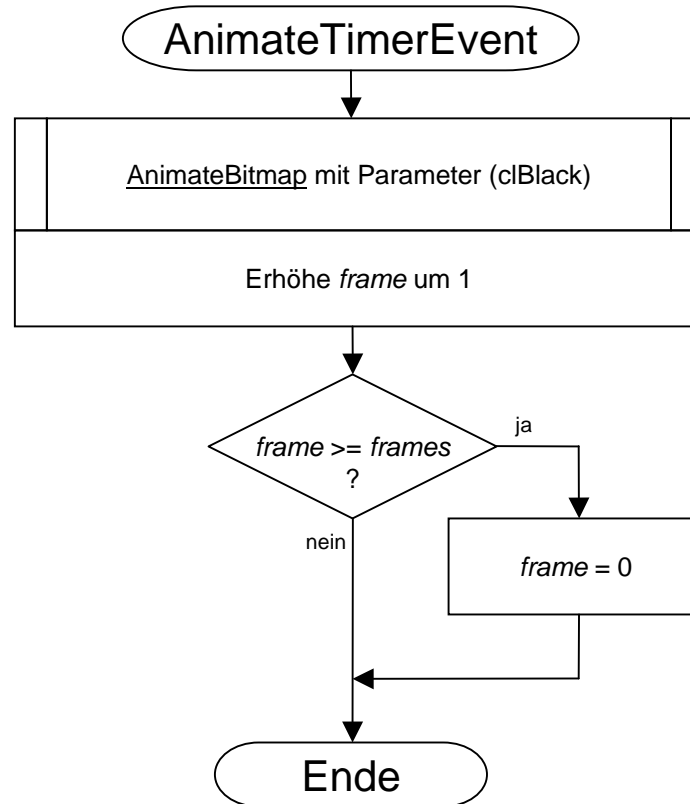 AnimateTimerEvent
AnimateBitmap mit Parameter (clBlack)
Erhöhe frame um 1
frame >= frames
?
ja
nein
frame = 0
Ende